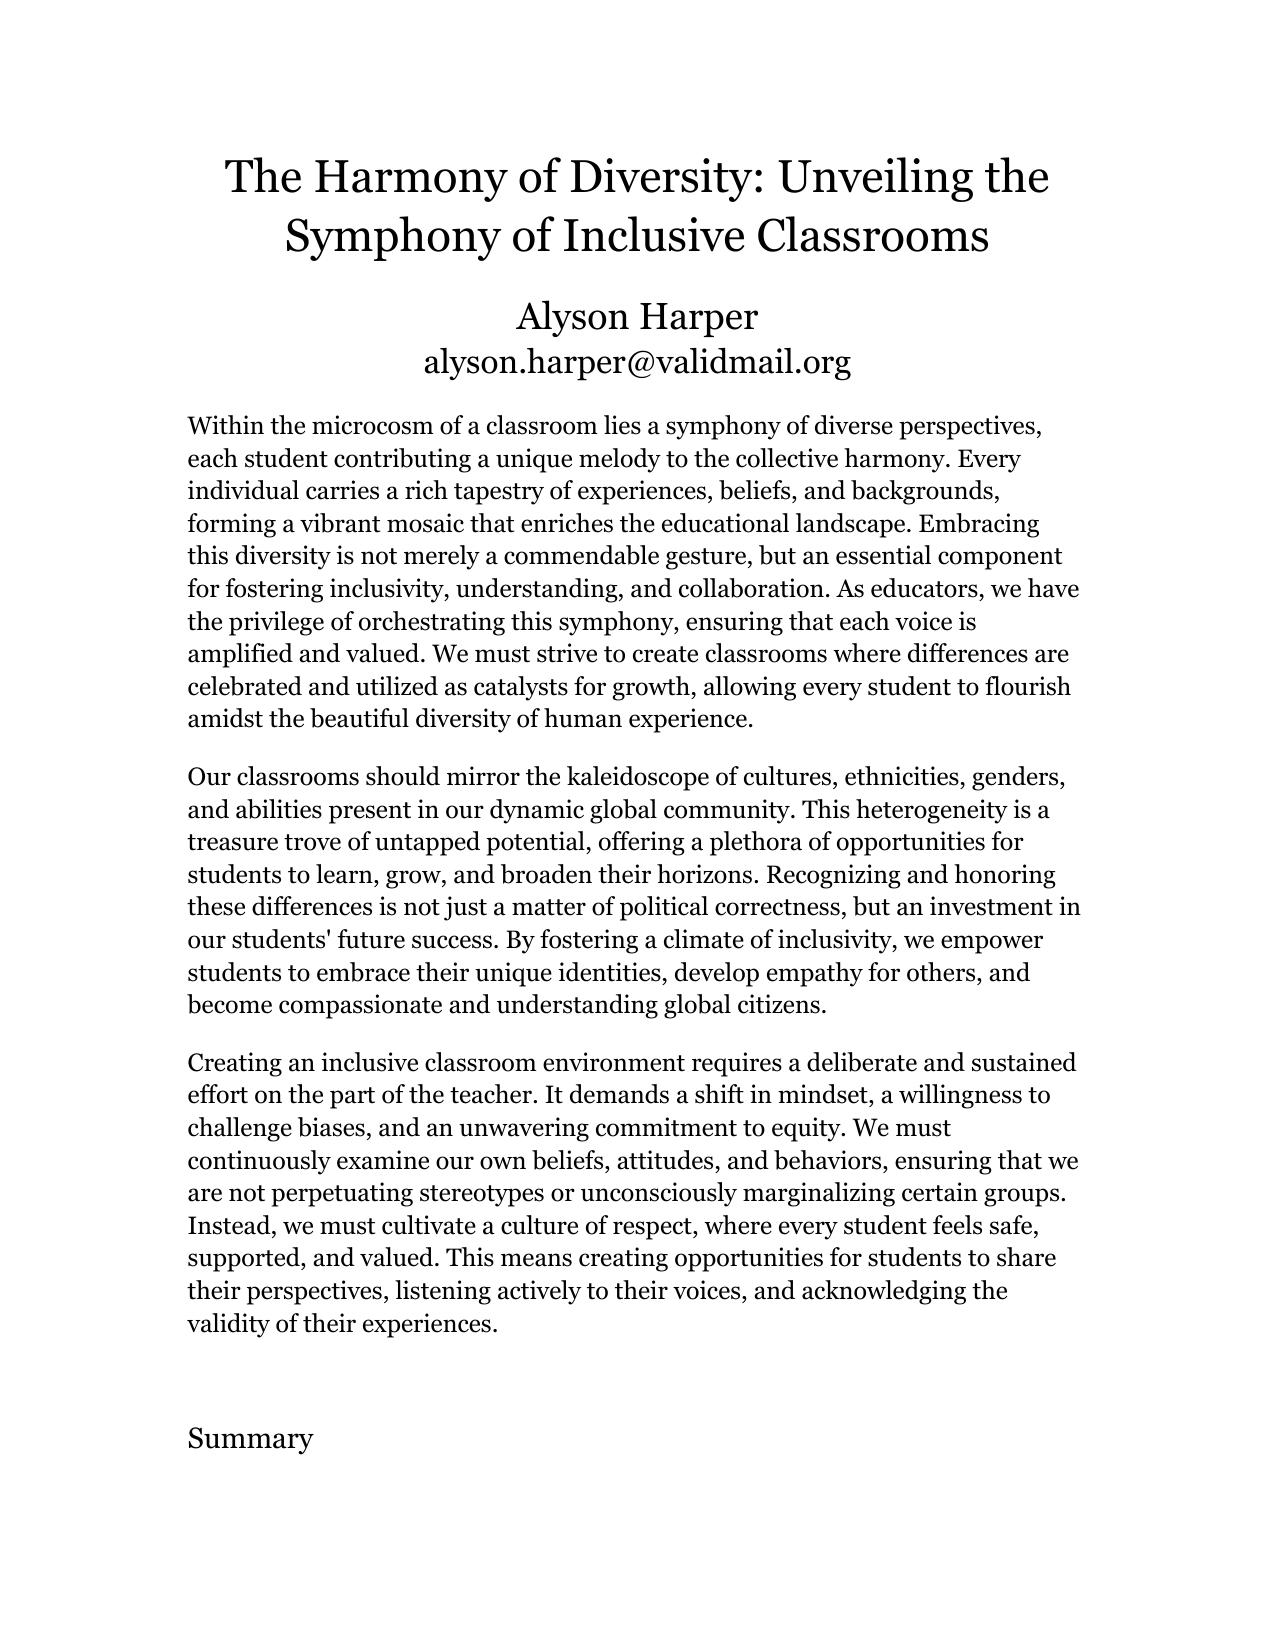 The Harmony of Diversity: Unveiling the
Symphony of Inclusive Classrooms
Alyson Harper
alyson.harper@validmail.org
Within the microcosm of a classroom lies a symphony of diverse perspectives,
each student contributing a unique melody to the collective harmony. Every
individual carries a rich tapestry of experiences, beliefs, and backgrounds,
forming a vibrant mosaic that enriches the educational landscape. Embracing
this diversity is not merely a commendable gesture, but an essential component
for fostering inclusivity, understanding, and collaboration. As educators, we have
the privilege of orchestrating this symphony, ensuring that each voice is
amplified and valued. We must strive to create classrooms where differences are
celebrated and utilized as catalysts for growth, allowing every student to flourish
amidst the beautiful diversity of human experience.
Our classrooms should mirror the kaleidoscope of cultures, ethnicities, genders,
and abilities present in our dynamic global community. This heterogeneity is a
treasure trove of untapped potential, offering a plethora of opportunities for
students to learn, grow, and broaden their horizons. Recognizing and honoring
these differences is not just a matter of political correctness, but an investment in
our students' future success. By fostering a climate of inclusivity, we empower
students to embrace their unique identities, develop empathy for others, and
become compassionate and understanding global citizens.
Creating an inclusive classroom environment requires a deliberate and sustained
effort on the part of the teacher. It demands a shift in mindset, a willingness to
challenge biases, and an unwavering commitment to equity. We must
continuously examine our own beliefs, attitudes, and behaviors, ensuring that we
are not perpetuating stereotypes or unconsciously marginalizing certain groups.
Instead, we must cultivate a culture of respect, where every student feels safe,
supported, and valued. This means creating opportunities for students to share
their perspectives, listening actively to their voices, and acknowledging the
validity of their experiences.
Summary